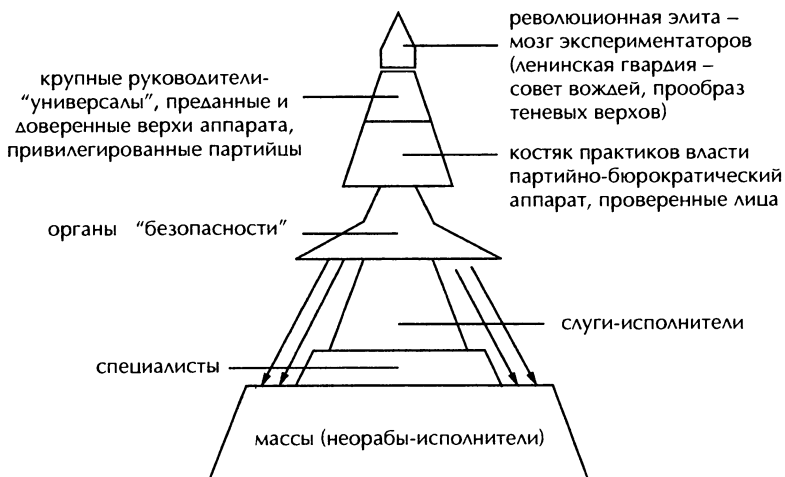 революционная элита –
мозг экспериментаторов
(ленинская гвардия –
совет вождей, прообраз
теневых верхов)
крупные руководители-
“универсалы”, преданные и
доверенные верхи аппарата,
привилегированные партийцы
костяк практиков власти
партийно-бюрократический
аппарат, проверенные лица
органы “безопасности”
слуги-исполнители
специалисты
массы (неорабы-исполнители)